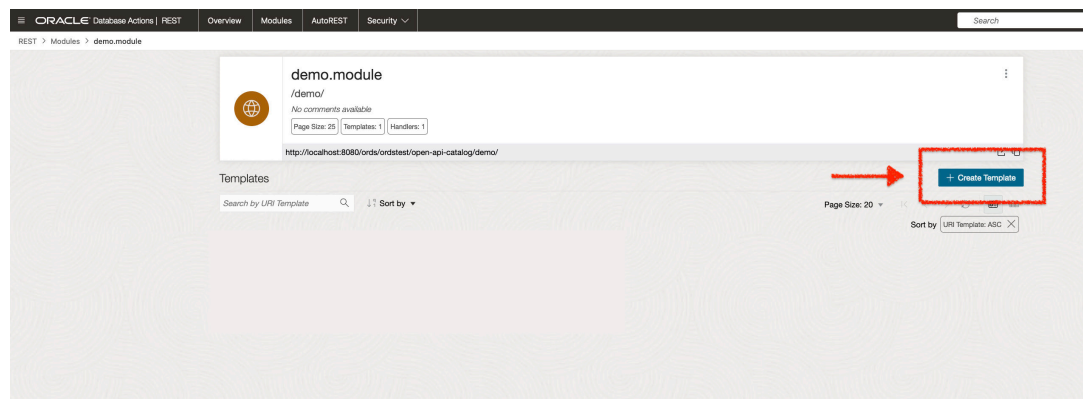 ORACLE Database Actions | REST Overview Modules AutoREST Security Search
REST > Modules > demo.module
demo.module
/demo/
No comments available
Page Size: 25 Templates: 1 Handlers: 1
http://localhost:8080/ords/ordstest/open-api-catalog/demo/
Templates
+ Create Template
Search by URI Template Sort by Page Size: 20
Sort by URI Template: ASC